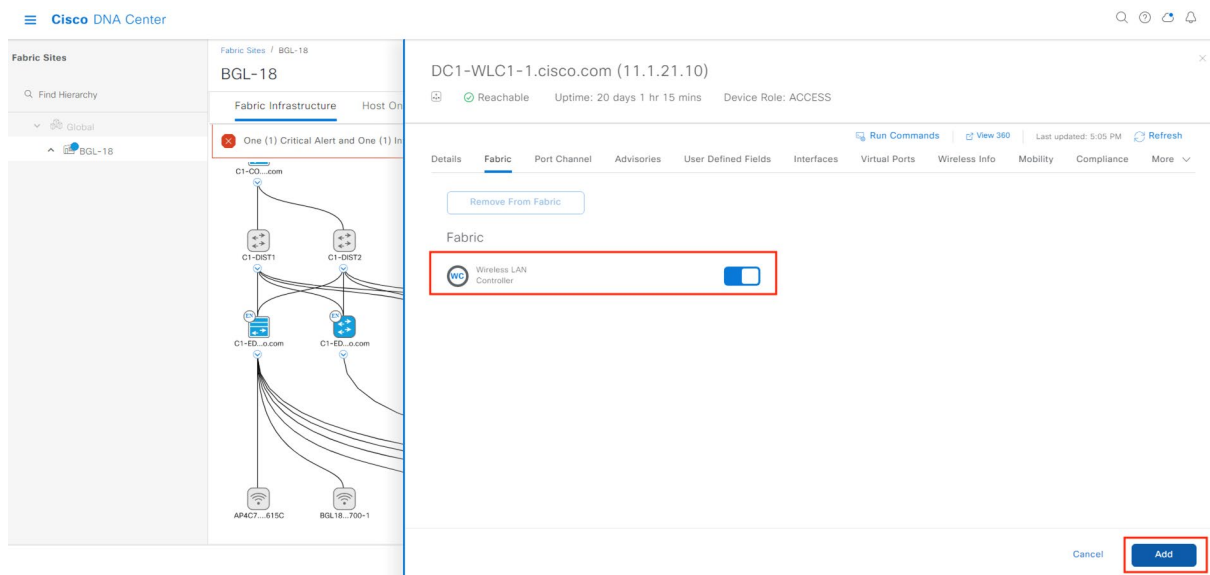 Cisco DNA Center
Fabric Sites
Find Hierarchy
Global
BGL-18
Fabric Sites / BGL-18
BGL-18
Fabric Infrastructure Host On
One (1) Critical Alert and One (1) In
C1-CO....com
C1-DIST1 C1-DIST2
EN EN
C1-ED...o.com C1-ED...o.com
AP4C7....615C BGL18...700-1
DC1-WLC1-1.cisco.com (11.1.21.10)
Reachable Uptime: 20 days 1 hr 15 mins Device Role: ACCESS
Run Commands View 360 Last updated: 5:05 PM Refresh
Details Fabric Port Channel Advisories User Defined Fields Interfaces Virtual Ports Wireless Info Mobility Compliance More
Remove From Fabric
Fabric
WC Wireless LAN
Controller
Cancel Add